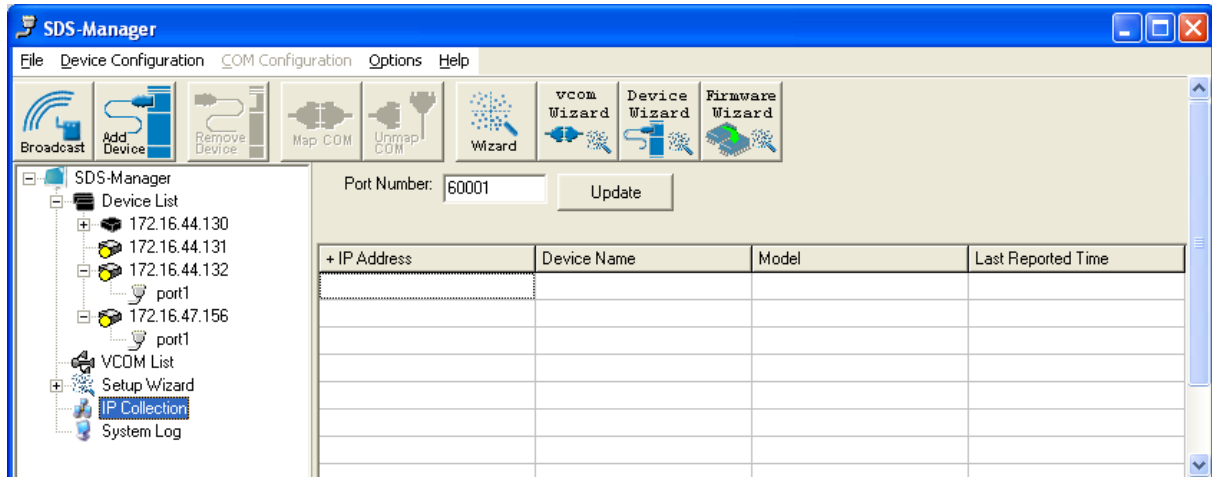 SDS-Manager
File Device Configuration COM Configuration Options Help
Broadcast
Add Device
Remove Device
Map COM
Unmap COM
Wizard
vcom Wizard
Device Wizard
Firmware Wizard
SDS-Manager
Device List
172.16.44.130
172.16.44.131
172.16.44.132
port1
172.16.47.156
port1
VCOM List
Setup Wizard
IP Collection
System Log
Port Number: 60001 Update
+ IP Address Device Name Model Last Reported Time